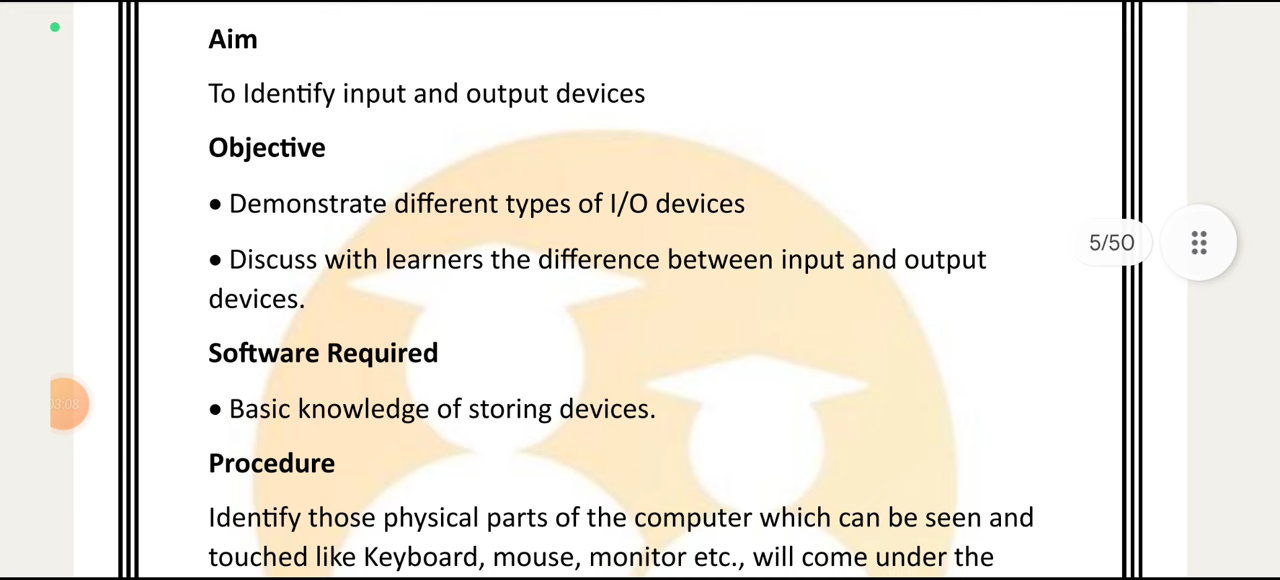 Aim
To Identify input and output devices
Objective
• Demonstrate different types of I/O devices
• Discuss with learners the difference between input and output
devices.
5/50
Software Required
• Basic knowledge of storing devices.
03:08
Procedure
Identify those physical parts of the computer which can be seen and
touched like Keyboard, mouse, monitor etc., will come under the